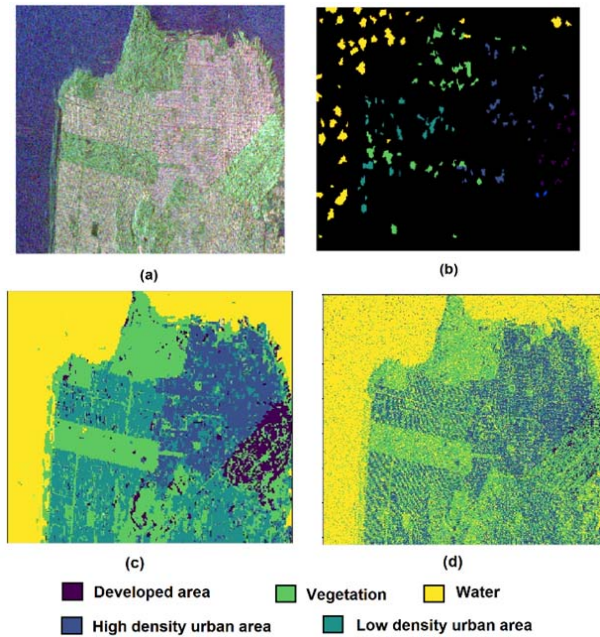 (a)
(b)
(c)
(d)
Developed area
Vegetation
Water
High density urban area
Low density urban area